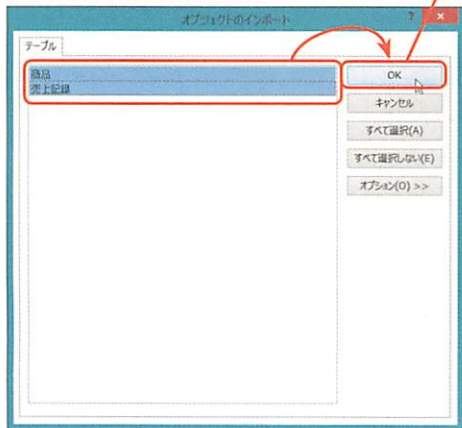 オブジェクトのインポート
?
×
テーブル
商品
売上記録
OK
キャンセル
すべて選択(A)
すべて選択しない(E)
オプション(O) >>